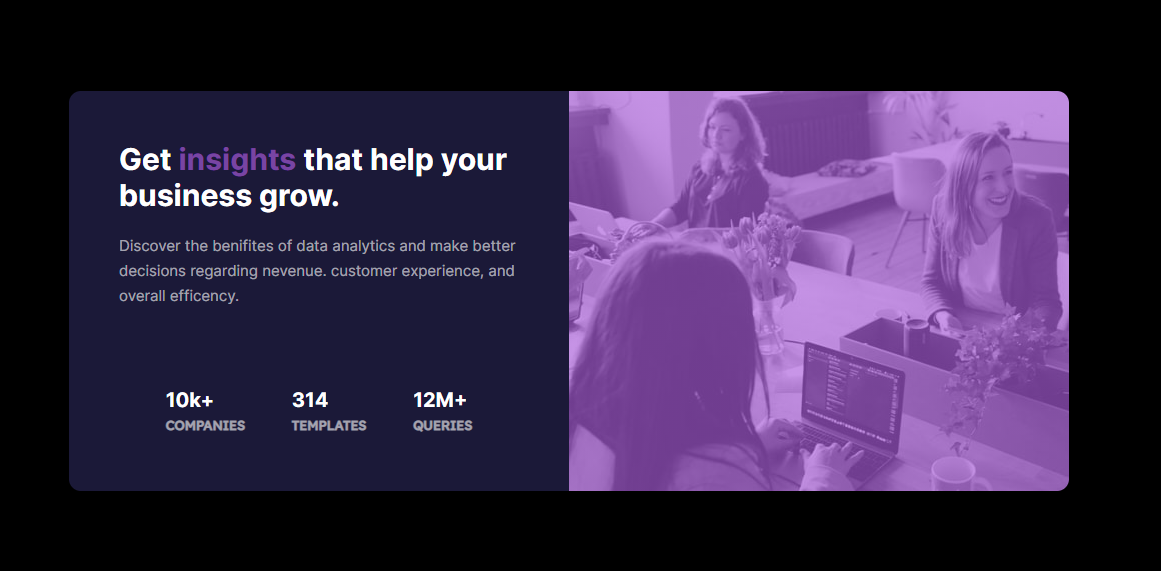 Get insights that help your
business grow.
Discover the benifites of data analytics and make better
decisions regarding nevenue. customer experience, and
overall efficency.
10k+ 314 12M+
COMPANIES TEMPLATES QUERIES